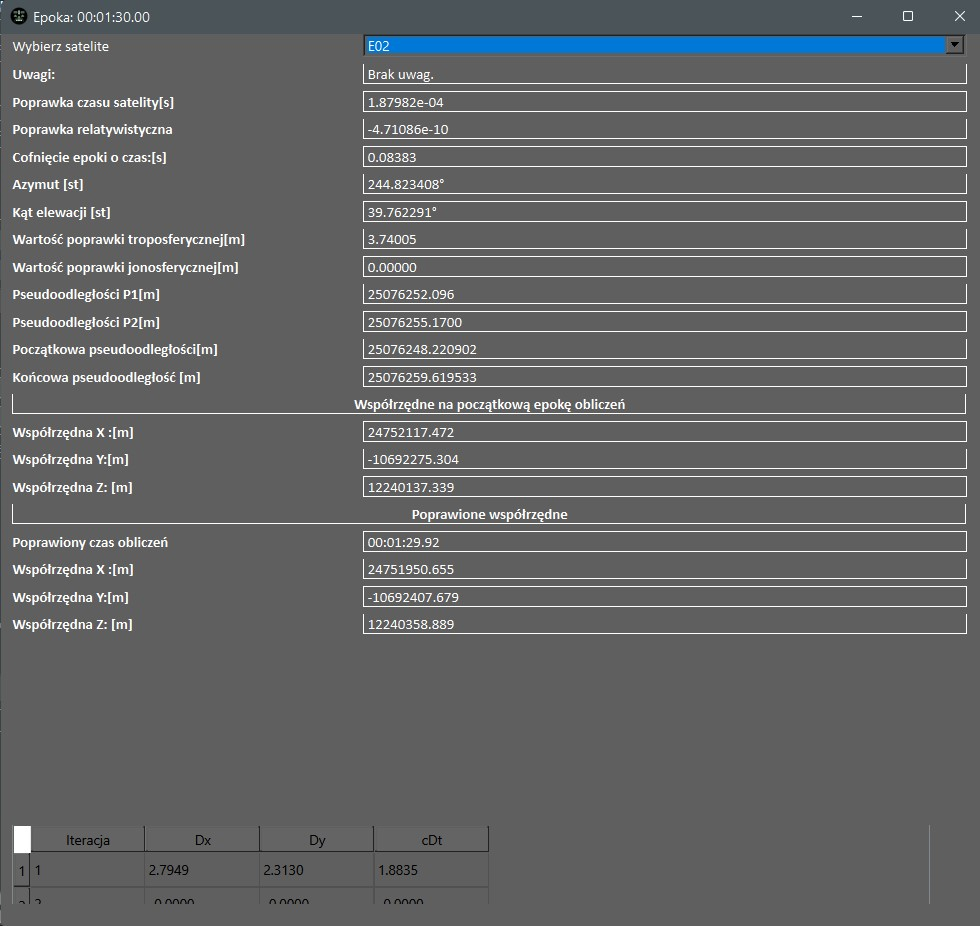 Epoka: 00:01:30.00
Wybierz satelite E02
Uwagi: Brak uwag.
Poprawka czasu satelity[s] 1.87982e-04
Poprawka relatywistyczna -4.71086e-10
Cofnięcie epoki o czas:[s] 0.08383
Azymut [st] 244.823408°
Kąt elewacji [st] 39.762291°
Wartość poprawki troposferycznej[m] 3.74005
Wartość poprawki jonosferycznej[m] 0.00000
Pseudoodległości P1[m] 25076252.096
Pseudoodległości P2[m] 25076255.1700
Początkowa pseudoodległości[m] 25076248.220902
Końcowa pseudoodległość [m] 25076259.619533
Współrzędne na początkową epokę obliczeń
Współrzędna X :[m] 24752117.472
Współrzędna Y:[m] -10692275.304
Współrzędna Z: [m] 12240137.339
Poprawione współrzędne
Poprawiony czas obliczeń 00:01:29.92
Współrzędna X :[m] 24751950.655
Współrzędna Y:[m] -10692407.679
Współrzędna Z: [m] 12240358.889
Iteracja Dx Dy cDt
1 1 2.7949 2.3130 1.8835
2 2 -0.0000 -0.0000 -0.0000